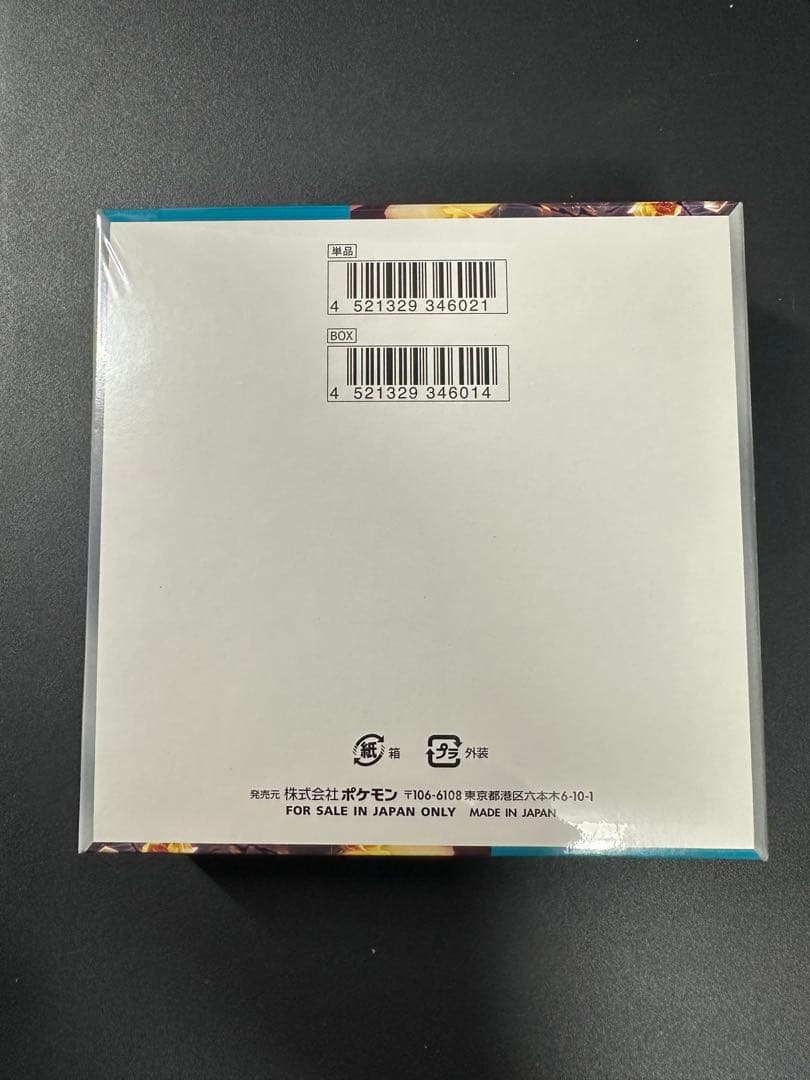 単品
4 521329 346021
BOX
4 521329 346014
紙 箱 プラ 外装
発売元 株式会社 ポケモン 〒106-6108 東京都港区六本木6-10-1
FOR SALE IN JAPAN ONLY MADE IN JAPAN